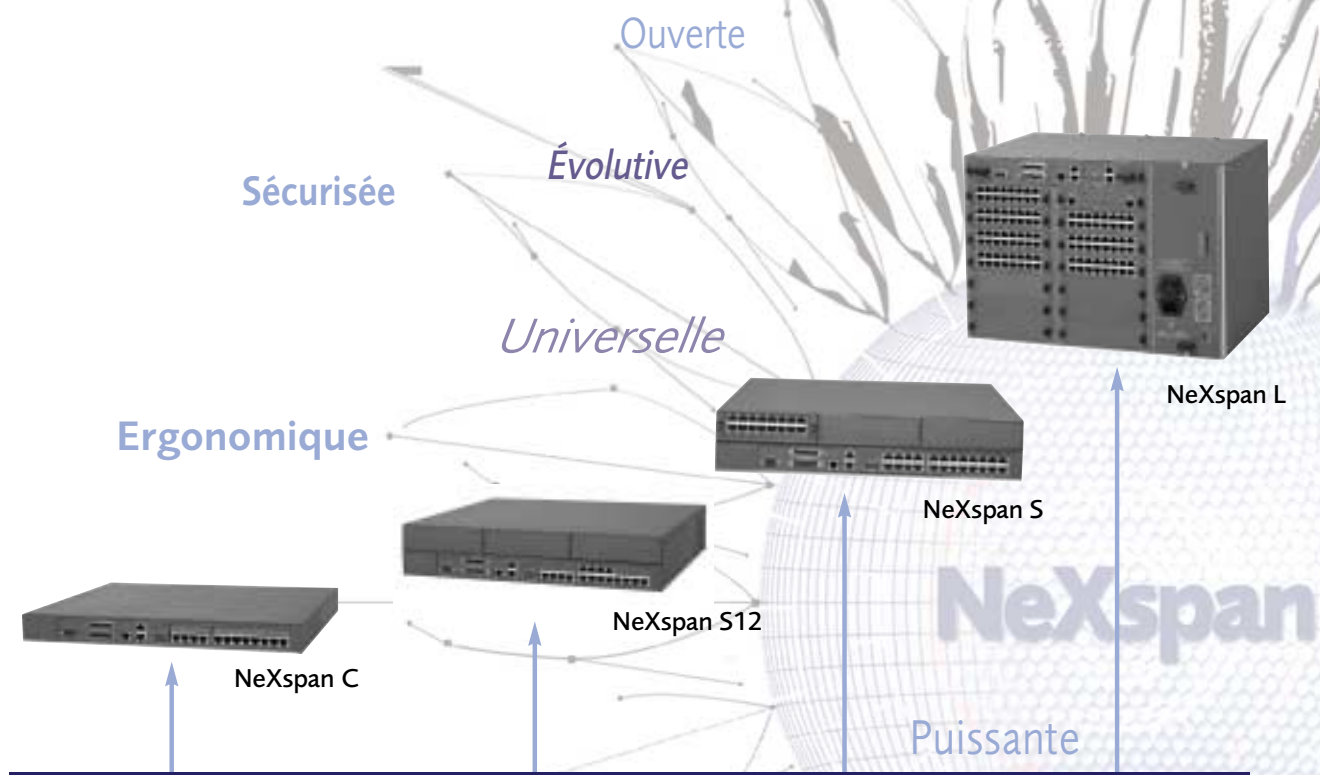 Ouverte
Évolutive
Sécurisée
Universelle
NeXspan L
Ergonomique
NeXspan S
NeXspan
NeXspan S12
NeXspan C
Puissante